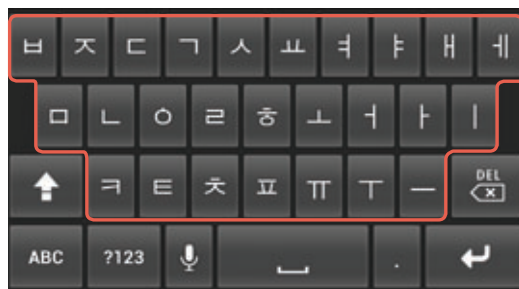 ㅂ ㅈ ㄷ ㄱ ㅅ ㅛ ㅕ ㅑ ㅐ ㅔ
ㅁ ㄴ ㅇ ㄹ ㅎ ㅗ ㅓ ㅏ ㅣ
ㅋ ㅌ ㅊ ㅍ ㅠ ㅜ ㅡ DEL
ABC ?123 .